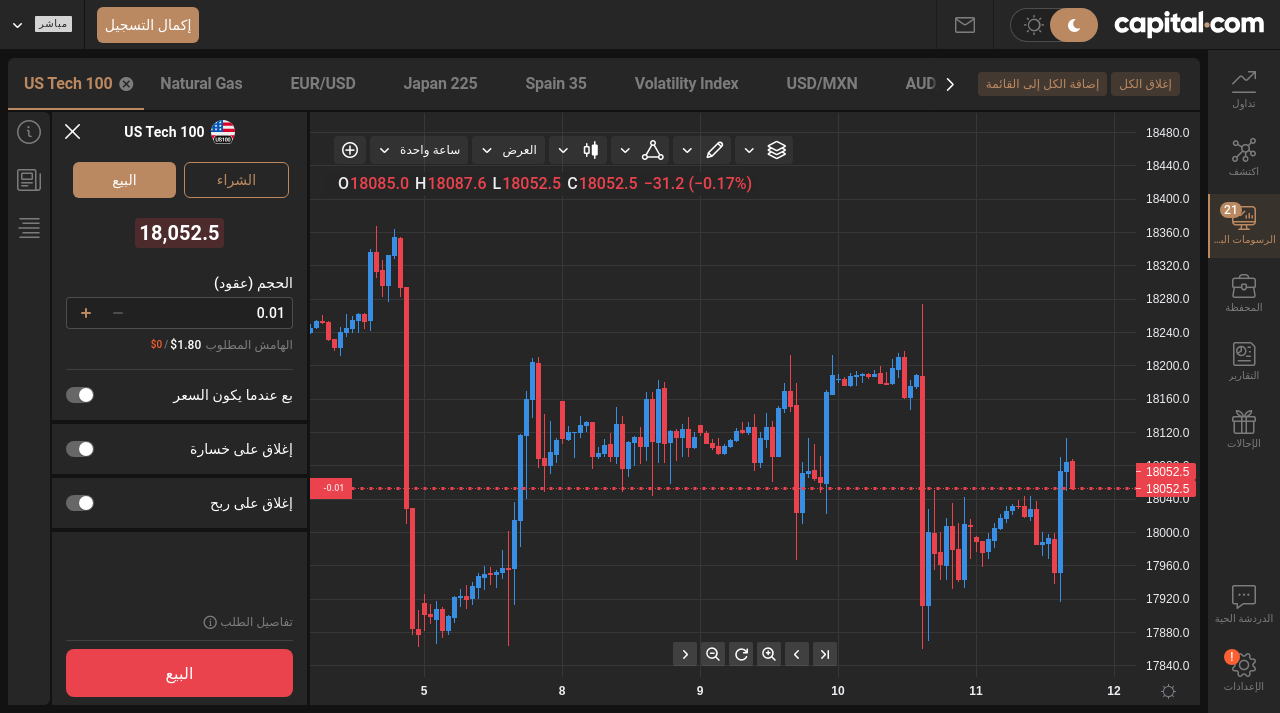 مباشر
إكمال التسجيل
capital.com
US Tech 100
Natural Gas
EUR/USD
Japan 225
Spain 35
Volatility Index
USD/MXN
AUD
إضافة الكل إلى القائمة
إغلاق الكل
US Tech 100
US100
البيع
الشراء
18,052.5
الحجم (عقود)
0.01
الهامش المطلوب $1.80 / $0
بع عندما يكون السعر
إغلاق على خسارة
إغلاق على ربح
تفاصيل الطلب
البيع
ساعة واحدة
العرض
O18085.0 H18087.6 L18052.5 C18052.5 −31.2 (−0.17%)
-0.01
18480.0
18440.0
18400.0
18360.0
18320.0
18280.0
18240.0
18200.0
18160.0
18120.0
18052.5
18052.5
18040.0
18000.0
17960.0
17920.0
17880.0
17840.0
5
8
9
10
11
12
تداول
اكتشف
21
الرسومات الب...
المحفظة
التقارير
الإحالات
الدردشة الحية
!
الإعدادات